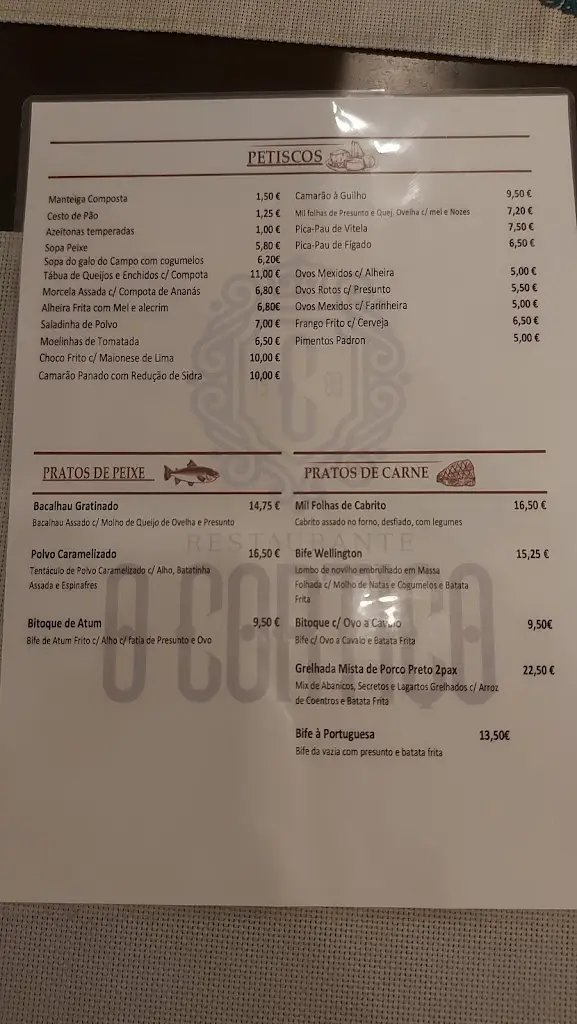 PETISCOS
Manteiga Composta 1,50 €
Cesto de Pão 1,25 €
Azeitonas temperadas 1,00 €
Sopa Peixe 5,80 €
Sopa do galo do Campo com cogumelos 6,20€
Tábua de Queijos e Enchidos c/ Compota 11,00 €
Morcela Assada c/ Compota de Ananás 6,80 €
Alheira Frita com Mel e alecrim 6,80€
Saladinha de Polvo 7,00 €
Moelinhas de Tomatada 6,50 €
Choco Frito c/ Maionese de Lima 10,00 €
Camarão Panado com Redução de Sidra 10,00 €
Camarão à Guilho 9,50 €
Mil folhas de Presunto e Quej. Ovelha c/ mel e Nozes 7,20 €
Pica-Pau de Vitela 7,50 €
Pica-Pau de Fígado 6,50 €
Ovos Mexidos c/ Alheira 5,00 €
Ovos Rotos c/ Presunto 5,50 €
Ovos Mexidos c/ Farinheira 5,00 €
Frango Frito c/ Cerveja 6,50 €
Pimentos Padron 5,00 €
PRATOS DE PEIXE
Bacalhau Gratinado 14,75 €
Bacalhau Assado c/ Molho de Queijo de Ovelha e Presunto
Polvo Caramelizado 16,50 €
Tentáculo de Polvo Caramelizado c/ Alho, Batatinha
Assada e Espinafres
Bitoque de Atum 9,50 €
Bife de Atum Frito c/ Alho c/ fatia de Presunto e Ovo
PRATOS DE CARNE
Mil Folhas de Cabrito 16,50 €
Cabrito assado no forno, desfiado, com legumes
Bife Wellington 15,25 €
Lombo de novilho embrulhado em Massa
Folhada c/ Molho de Natas e Cogumelos e Batata
Frita
Bitoque c/ Ovo a Cavalo 9,50€
Bife c/ Ovo a Cavalo e Batata Frita
Grelhada Mista de Porco Preto 2pax 22,50 €
Mix de Abanicos, Secretos e Lagartos Grelhados c/ Arroz
de Coentros e Batata Frita
Bife à Portuguesa 13,50€
Bife da vazia com presunto e batata frita
RESTAURANTE